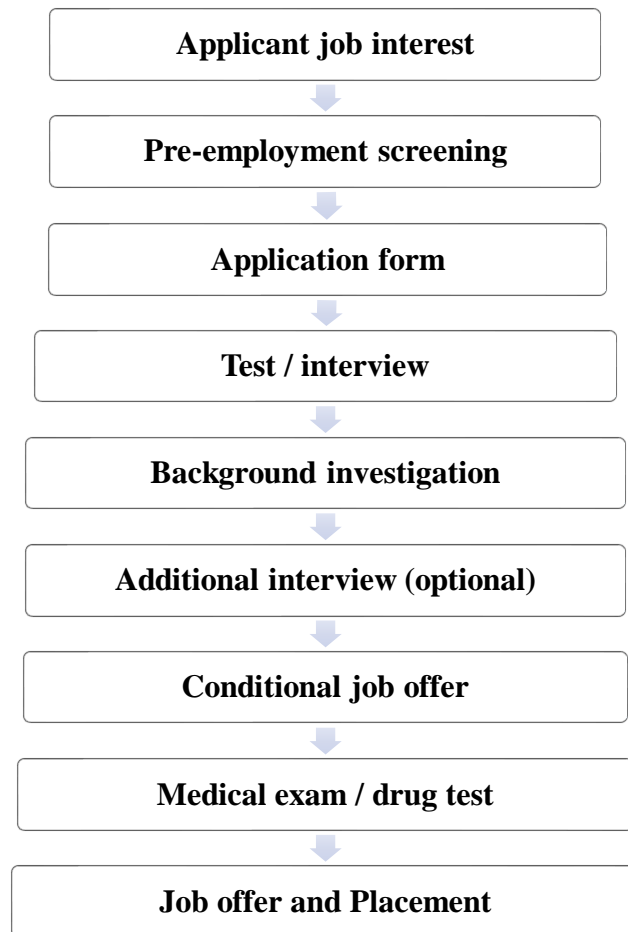 Applicant job interest
Pre-employment screening
Application form
Test / interview
Background investigation
Additional interview (optional)
Conditional job offer
Medical exam / drug test
Job offer and Placement